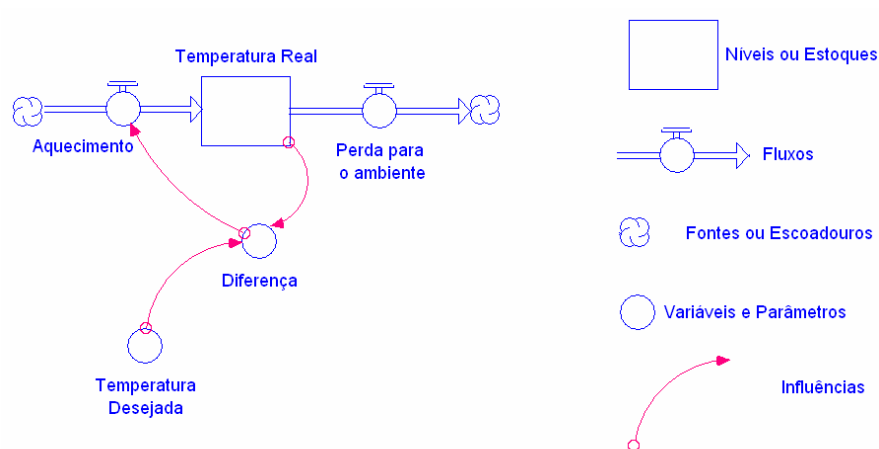 Temperatura Real
Aquecimento
Perda para
o ambiente
Diferença
Temperatura
Desejada
Níveis ou Estoques
Fluxos
Fontes ou Escoadouros
Variáveis e Parâmetros
Influências